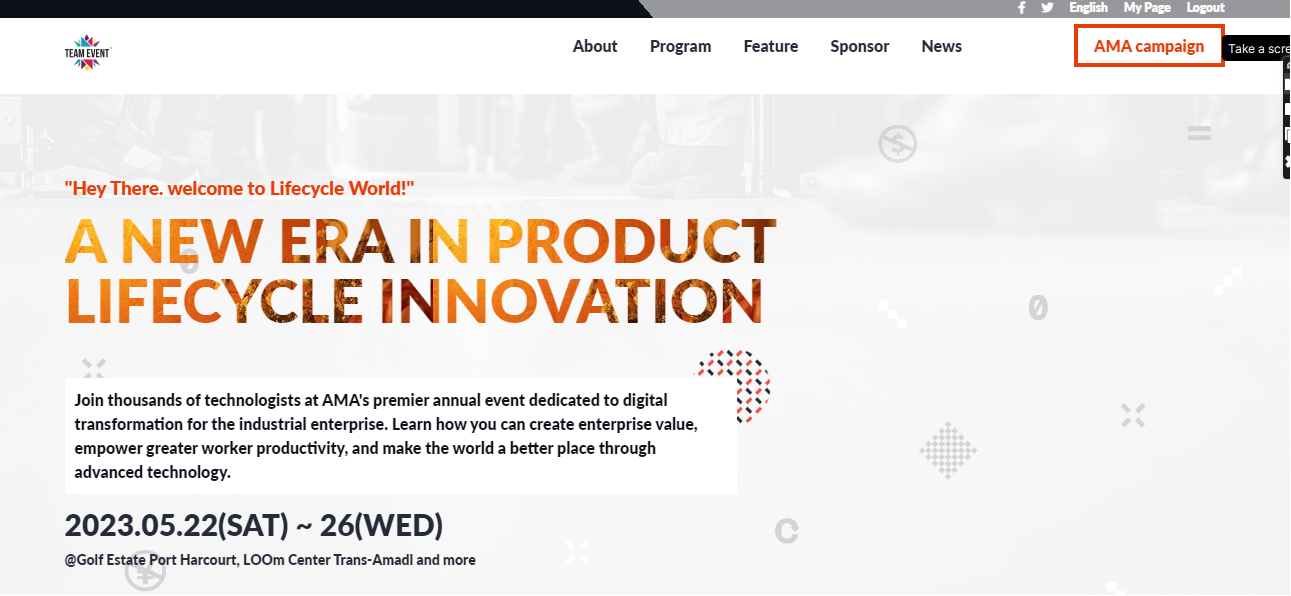 English My Page Logout
TEAM EVENT
About Program Feature Sponsor News
AMA campaign
"Hey There. welcome to Lifecycle World!"
A NEW ERA IN PRODUCT
LIFECYCLE INNOVATION
Join thousands of technologists at AMA's premier annual event dedicated to digital
transformation for the industrial enterprise. Learn how you can create enterprise value,
empower greater worker productivity, and make the world a better place through
advanced technology.
2023.05.22(SAT) ~ 26(WED)
@Golf Estate Port Harcourt, LOOm Center Trans-Amadi and more